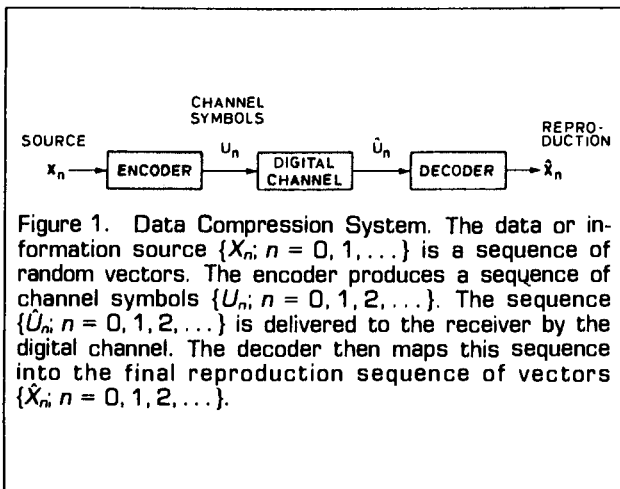 CHANNEL
SYMBOLS
SOURCE
REPRO-
DUCTION
Xn
ENCODER
Un
DIGITAL
CHANNEL
Ûn
DECODER
X̂n
Figure 1. Data Compression System. The data or in-
formation source {Xn; n = 0, 1, . . .} is a sequence of
random vectors. The encoder produces a sequence of
channel symbols {Un; n = 0, 1, 2, . . .}. The sequence
{Ûn; n = 0, 1, 2, . . .} is delivered to the receiver by the
digital channel. The decoder then maps this sequence
into the final reproduction sequence of vectors
{X̂n; n = 0, 1, 2, . . .}.